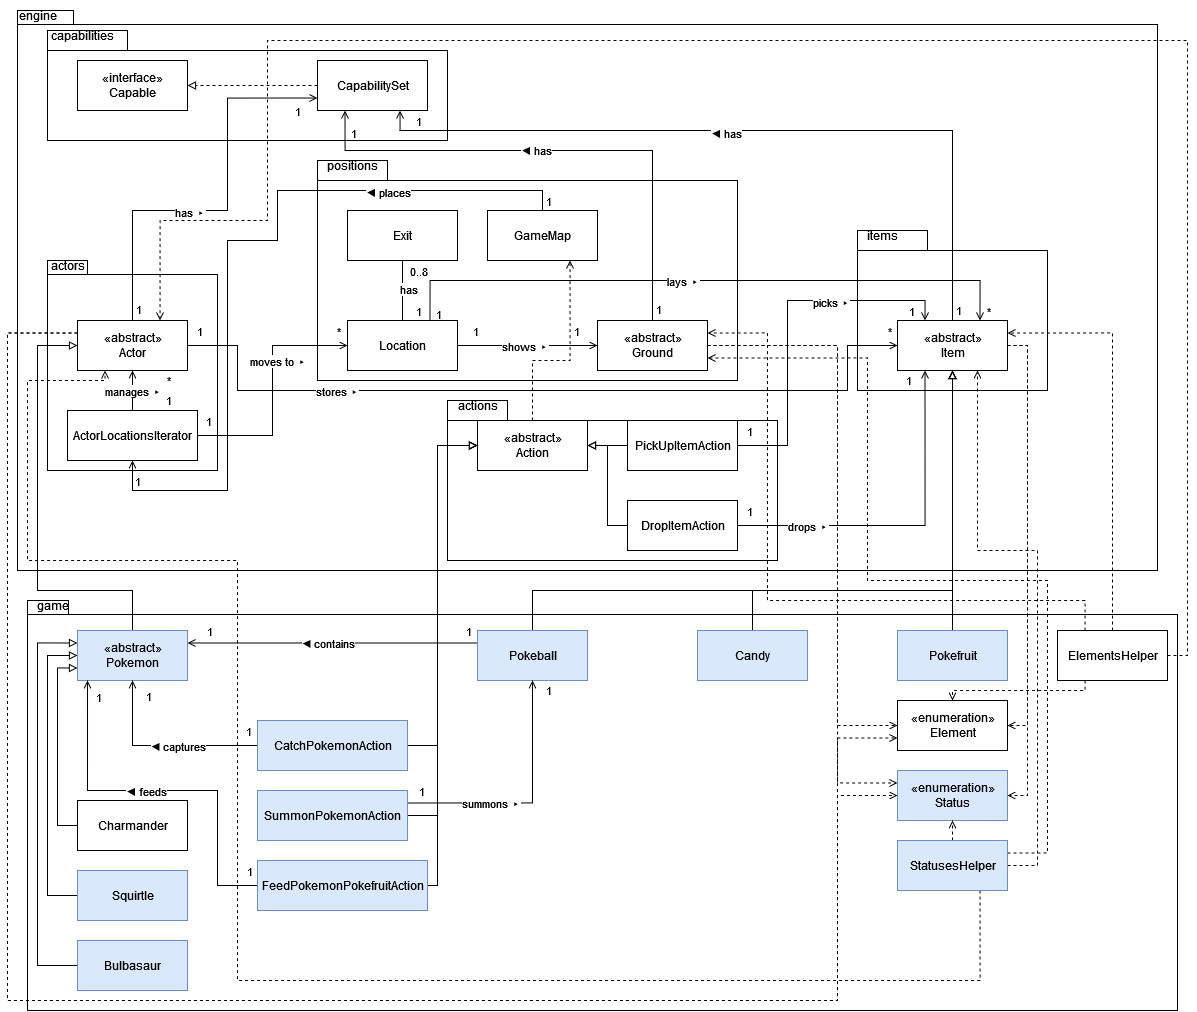 engine
capabilities
«interface»
Capable
CapabilitySet
1
1
1
◀ has
◀ has
positions
◀ places
1
has ▸
Exit
GameMap
items
actors
0..8
has
lays ▸
picks ▸
1
1
1
1
1
1
*
«abstract»
Actor
1
*
Location
1
shows ▸
1
«abstract»
Ground
*
«abstract»
Item
moves to ▸
*
manages ▸
1
stores ▸
1
ActorLocationsIterator
1
actions
«abstract»
Action
PickUpItemAction
1
1
DropItemAction
1
drops ▸
game
«abstract»
Pokemon
1
◀ contains
1
Pokeball
Candy
Pokefruit
ElementsHelper
1
1
1
«enumeration»
Element
◀ captures
1
CatchPokemonAction
◀ feeds
SummonPokemonAction
1
summons ▸
«enumeration»
Status
Charmander
1
FeedPokemonPokefruitAction
StatusesHelper
Squirtle
Bulbasaur